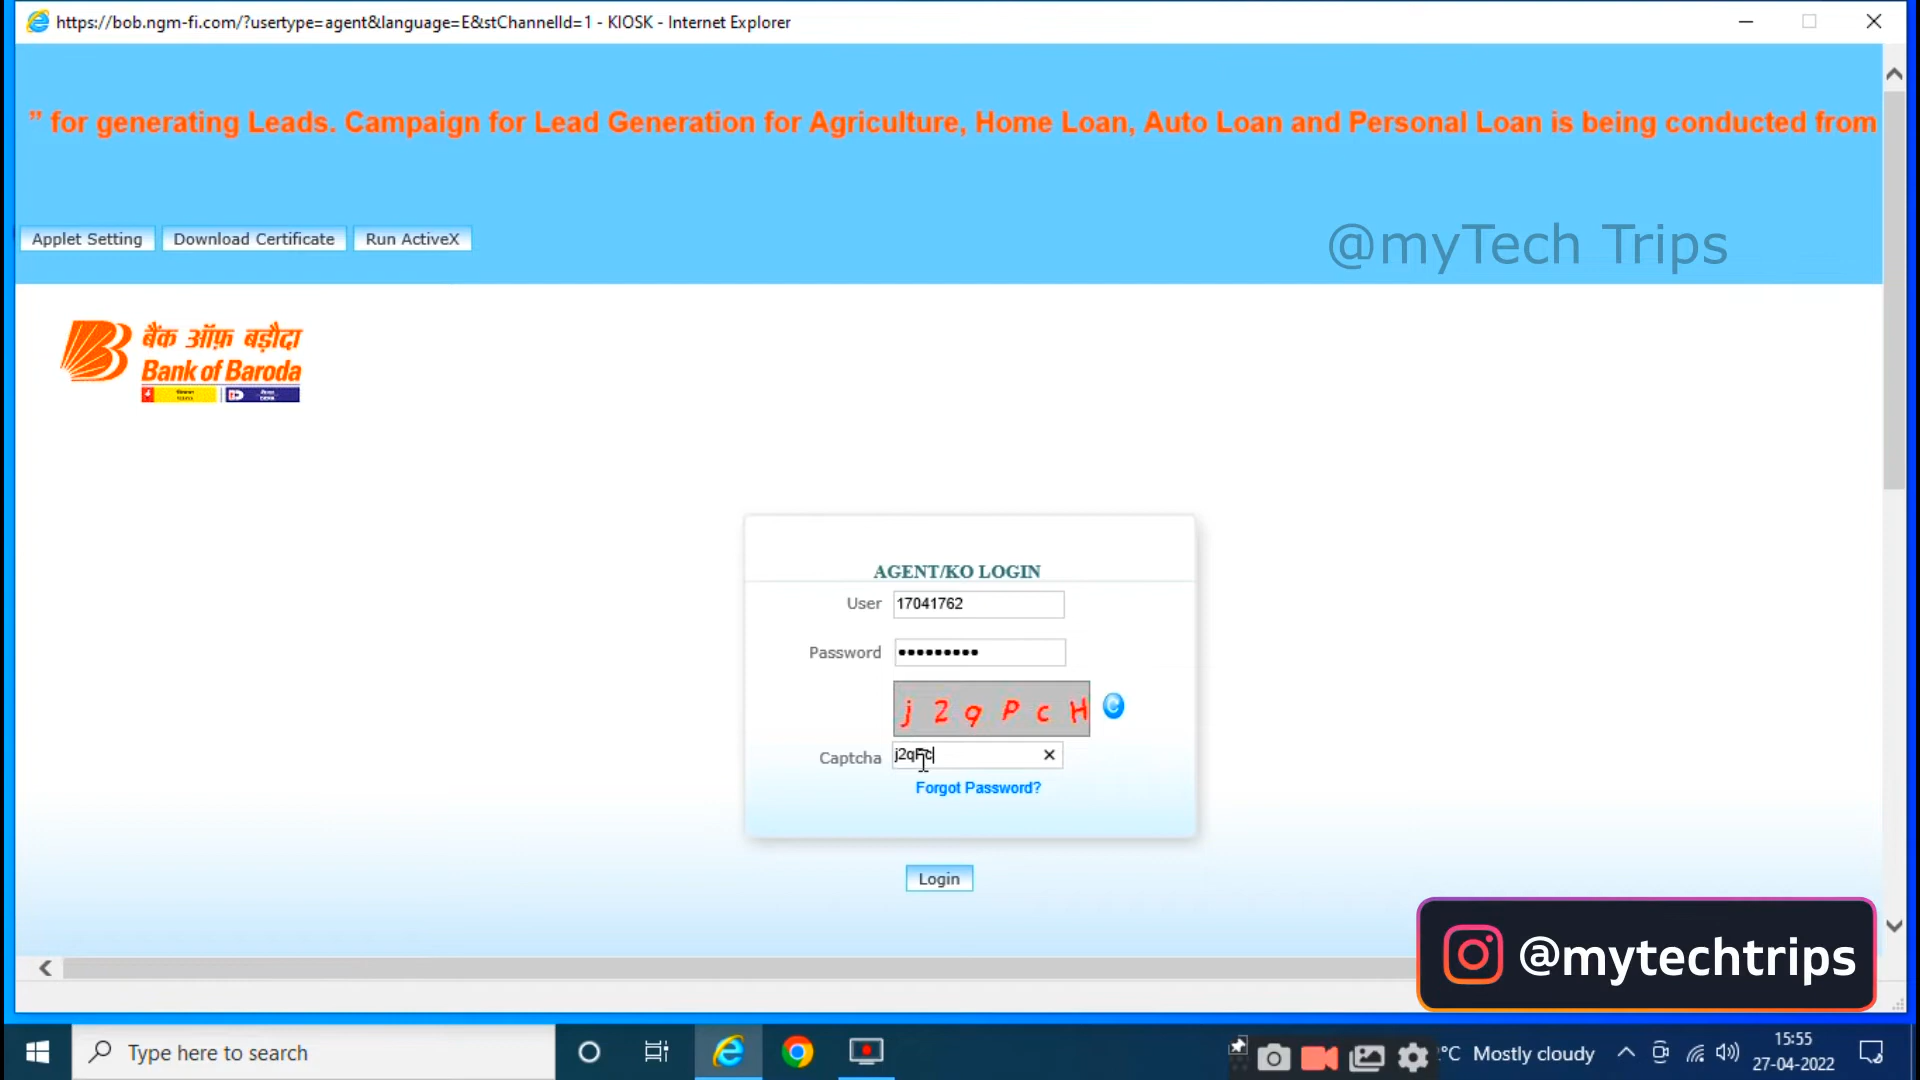 https://bob.ngm-fi.com/?usertype=agent&language=E&stChannelId=1 - KIOSK - Internet Explorer
” for generating Leads. Campaign for Lead Generation for Agriculture, Home Loan, Auto Loan and Personal Loan is being conducted from
Applet Setting
Download Certificate
Run ActiveX
@myTech Trips
बैंक ऑफ़ बड़ौदा
Bank of Baroda
AGENT/KO LOGIN
User 17041762
Password •••••••••
j 2 q P c H
C
Captcha j2qPc
Forgot Password?
Login
@mytechtrips
Type here to search
°C Mostly cloudy
15:55
27-04-2022